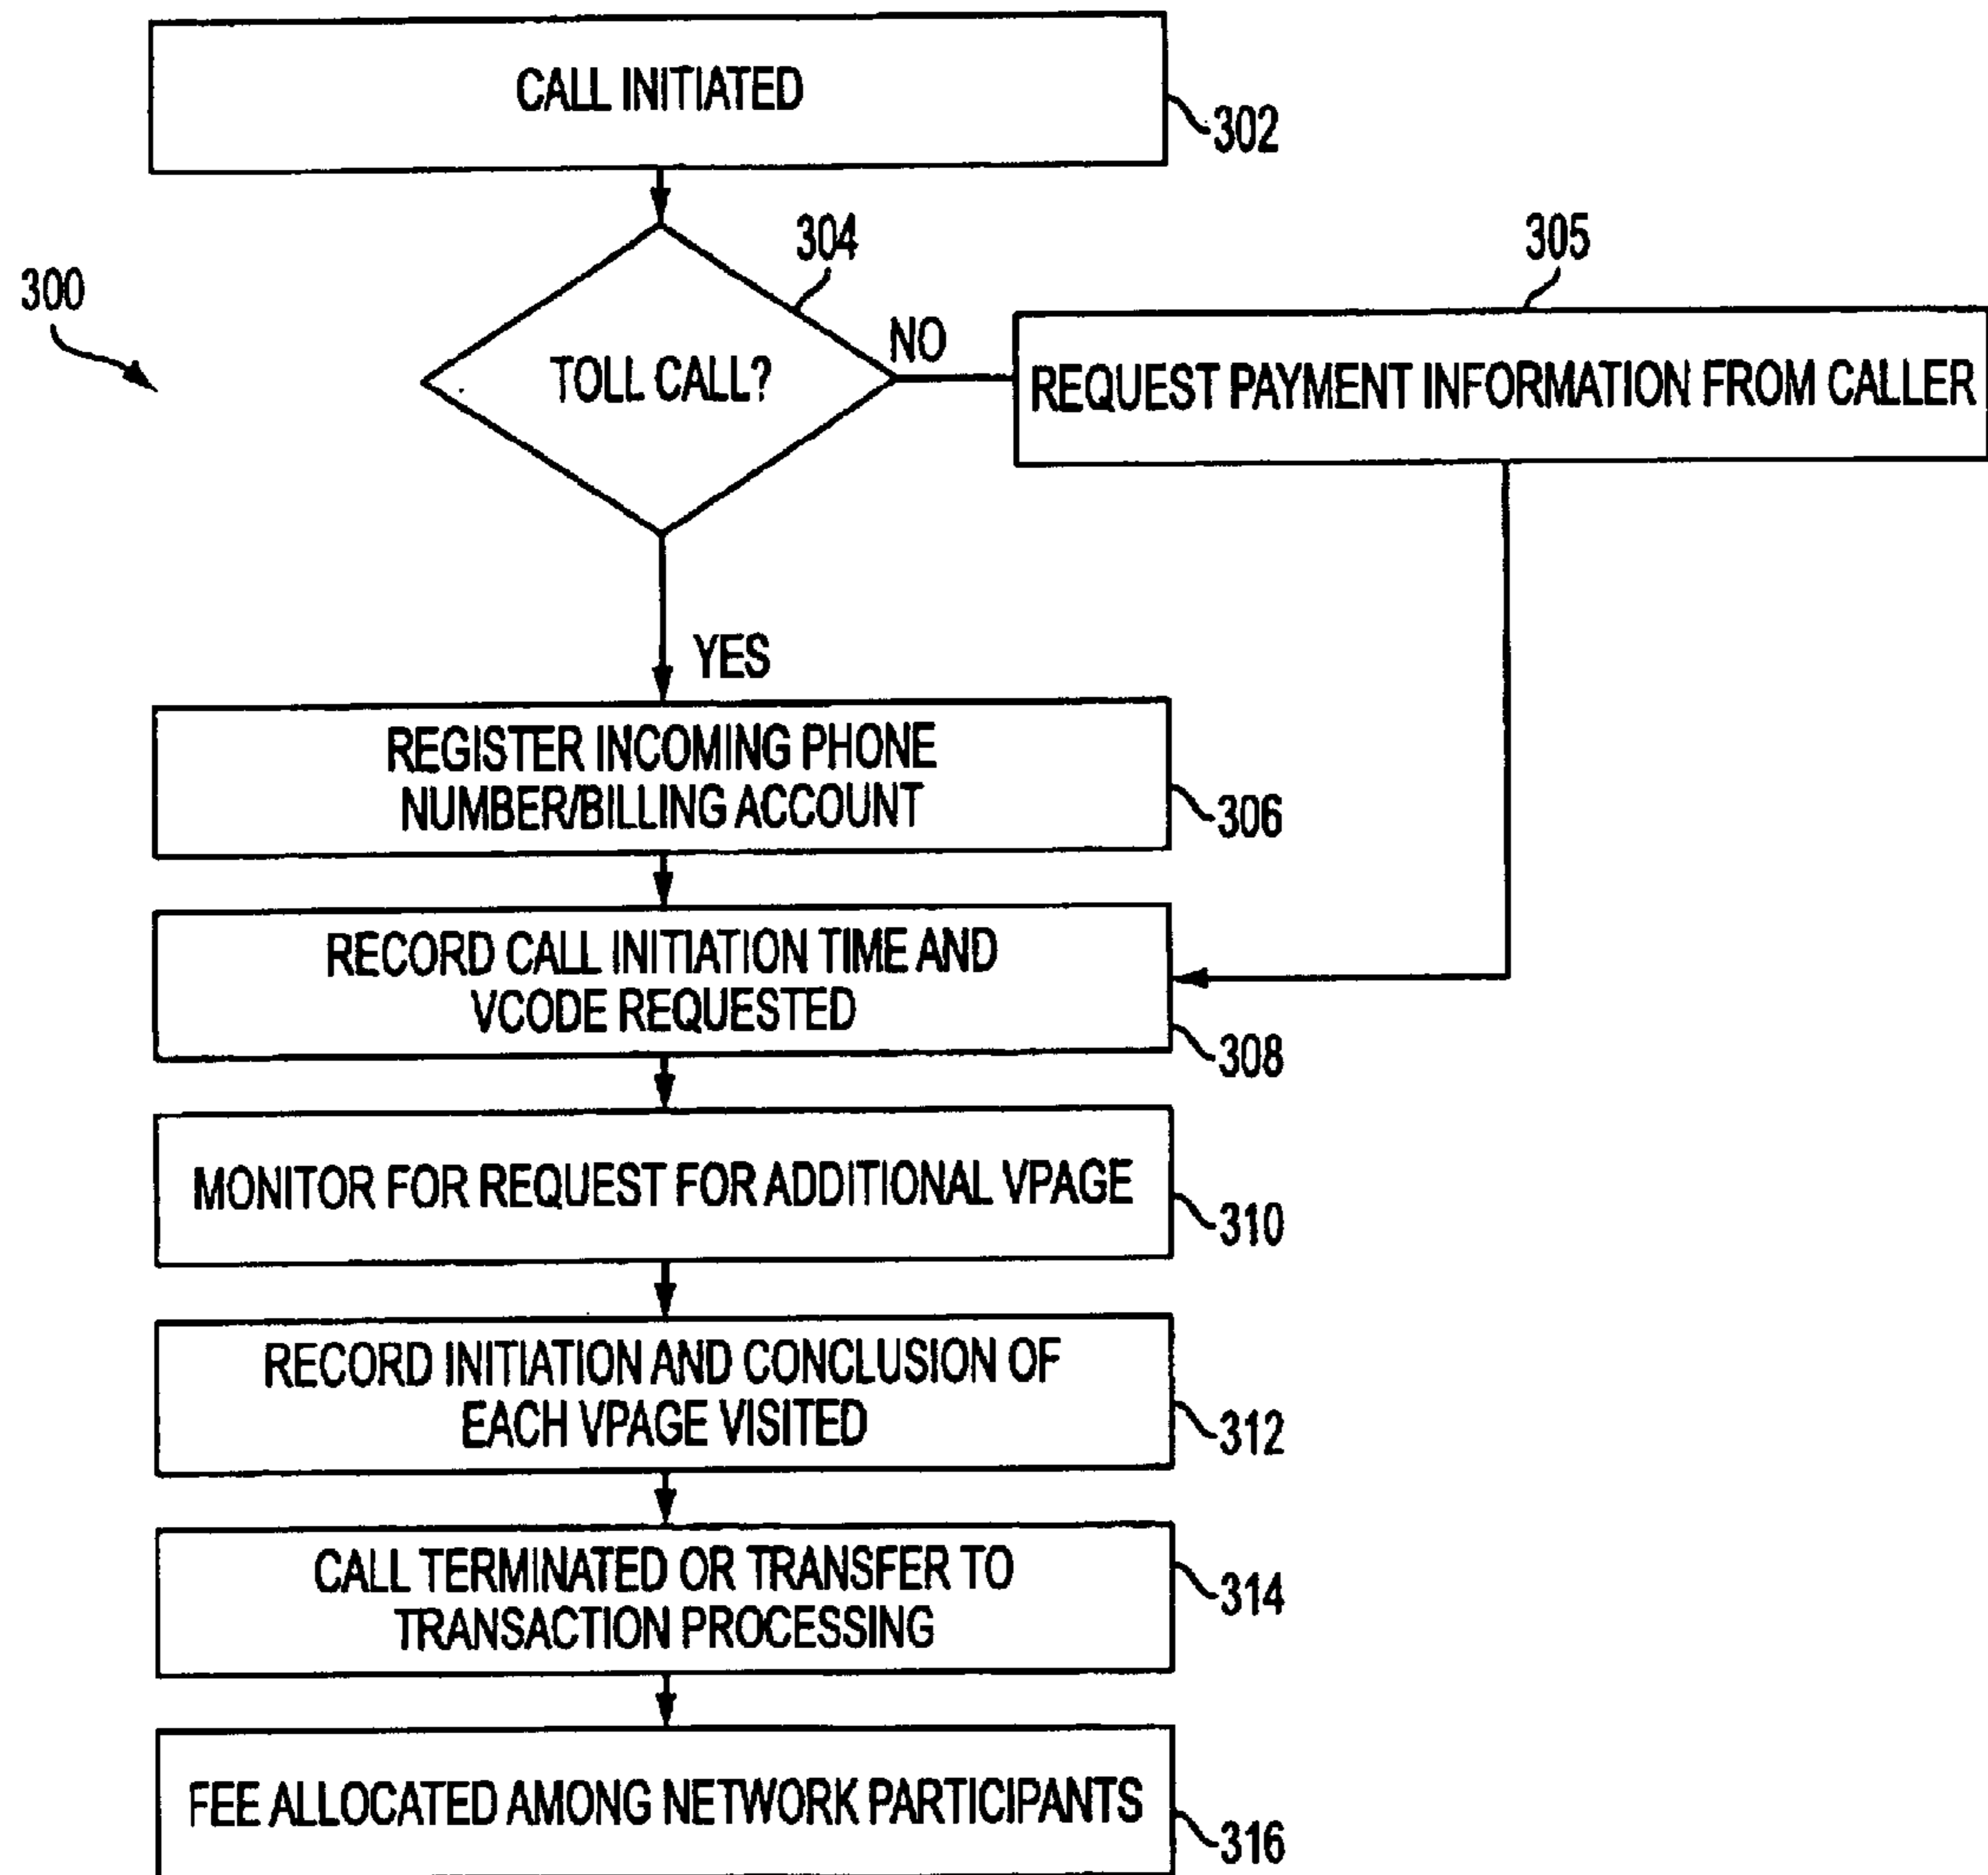 CALL INITIATED
302
304
305
300
TOLL CALL?
NO
REQUEST PAYMENT INFORMATION FROM CALLER
YES
REGISTER INCOMING PHONE
NUMBER/BILLING ACCOUNT
306
RECORD CALL INITIATION TIME AND
VCODE REQUESTED
308
MONITOR FOR REQUEST FOR ADDITIONAL VPAGE
310
RECORD INITIATION AND CONCLUSION OF
EACH VPAGE VISITED
312
CALL TERMINATED OR TRANSFER TO
TRANSACTION PROCESSING
314
FEE ALLOCATED AMONG NETWORK PARTICIPANTS
316